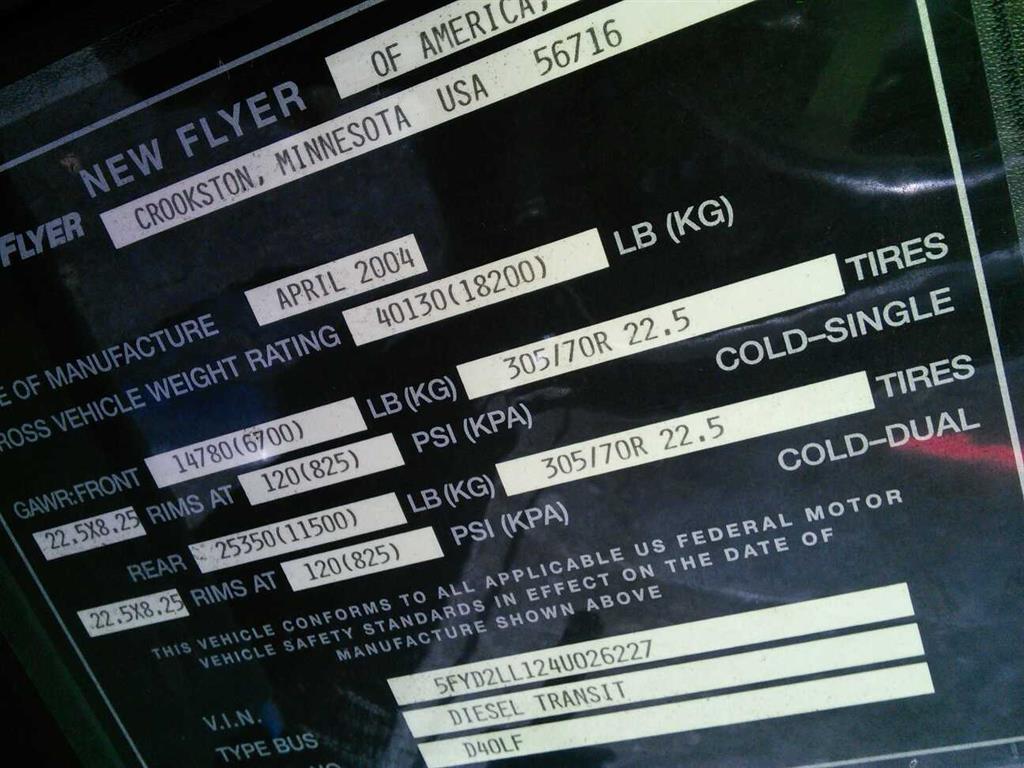 NEW FLYER OF AMERICA,
FLYER CROOKSTON, MINNESOTA USA 56716
E OF MANUFACTURE APRIL 2004
ROSS VEHICLE WEIGHT RATING 40130(18200) LB (KG)
GAWR:FRONT 14780(6700) LB(KG) 305/70R 22.5 TIRES
22.5X8.25 RIMS AT 120(825) PSI (KPA) COLD-SINGLE
REAR 25350(11500) LB(KG) 305/70R 22.5 TIRES
22.5X8.25 RIMS AT 120(825) PSI (KPA) COLD-DUAL
THIS VEHICLE CONFORMS TO ALL APPLICABLE US FEDERAL MOTOR
VEHICLE SAFETY STANDARDS IN EFFECT ON THE DATE OF
MANUFACTURE SHOWN ABOVE
V.I.N. 5FYD2LL124U026227
TYPE BUS DIESEL TRANSIT
D40LF